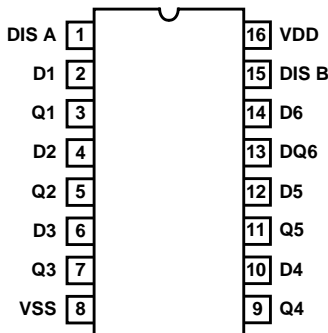 DIS A 1 16 VDD
D1 2 15 DIS B
Q1 3 14 D6
D2 4 13 DQ6
Q2 5 12 D5
D3 6 11 Q5
Q3 7 10 D4
VSS 8 9 Q4